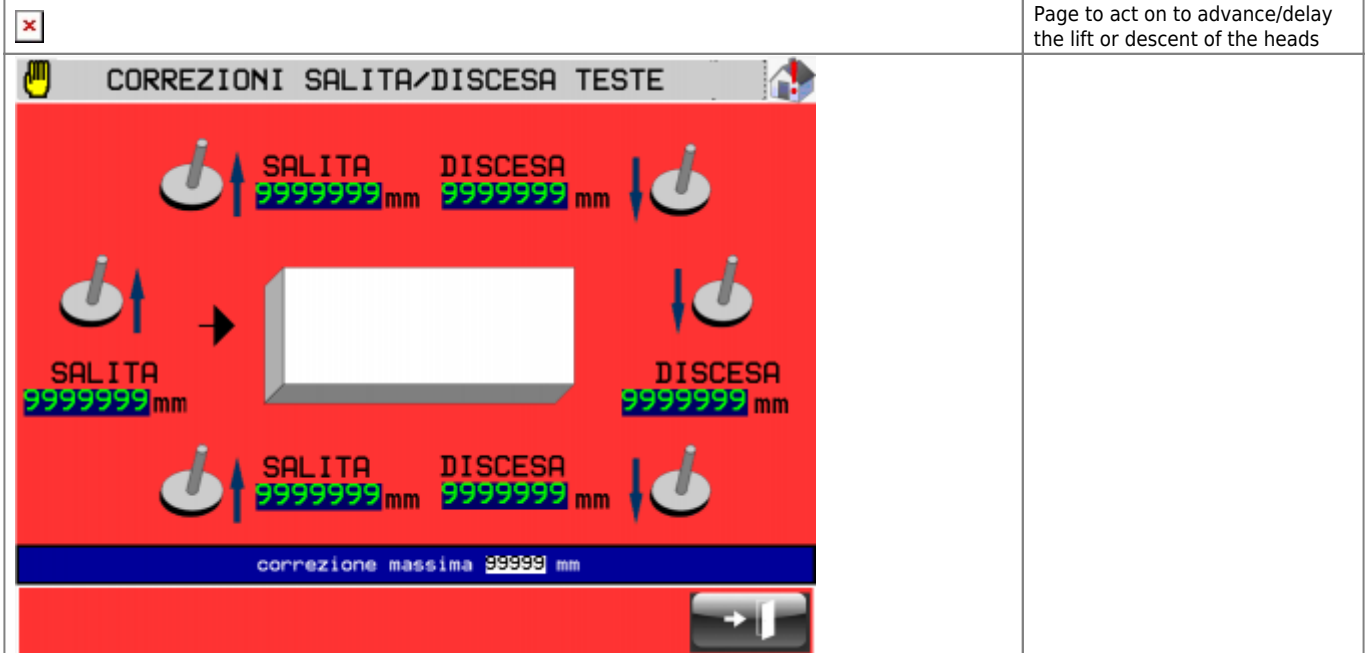 Page to act on to advance/delay
the lift or descent of the heads
CORREZIONI SALITA/DISCESA TESTE
SALITA DISCESA
9999999 mm 9999999 mm
SALITA DISCESA
9999999 mm 9999999 mm
SALITA DISCESA
9999999 mm 9999999 mm
correzione massima 99999 mm